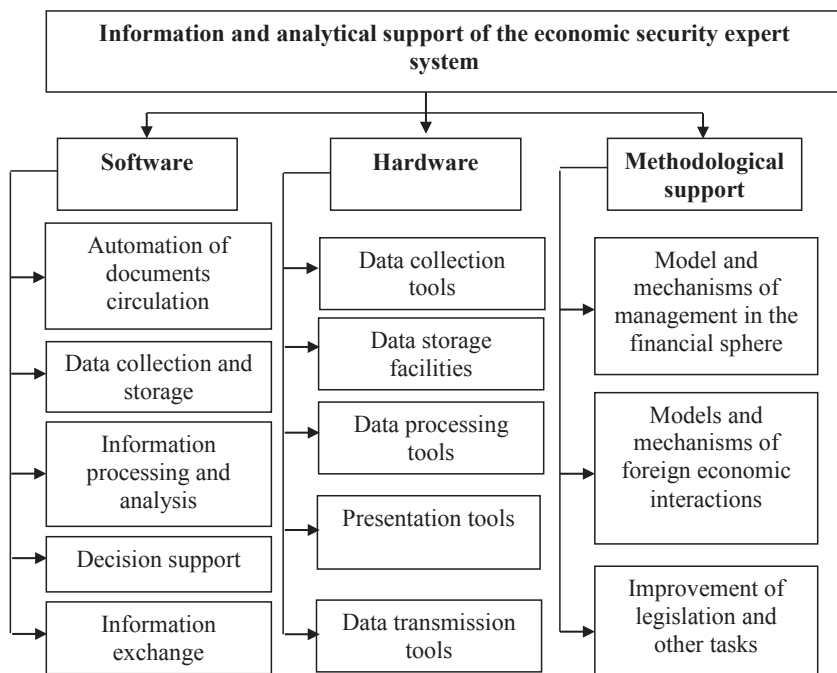 Information and analytical support of the economic security expert
system
Software
Hardware
Methodological
support
Automation of
documents
circulation
Data collection and
storage
Information
processing and
analysis
Decision support
Information
exchange
Data collection
tools
Data storage
facilities
Data processing
tools
Presentation tools
Data transmission
tools
Model and
mechanisms of
management in the
financial sphere
Models and
mechanisms of
foreign economic
interactions
Improvement of
legislation and
other tasks